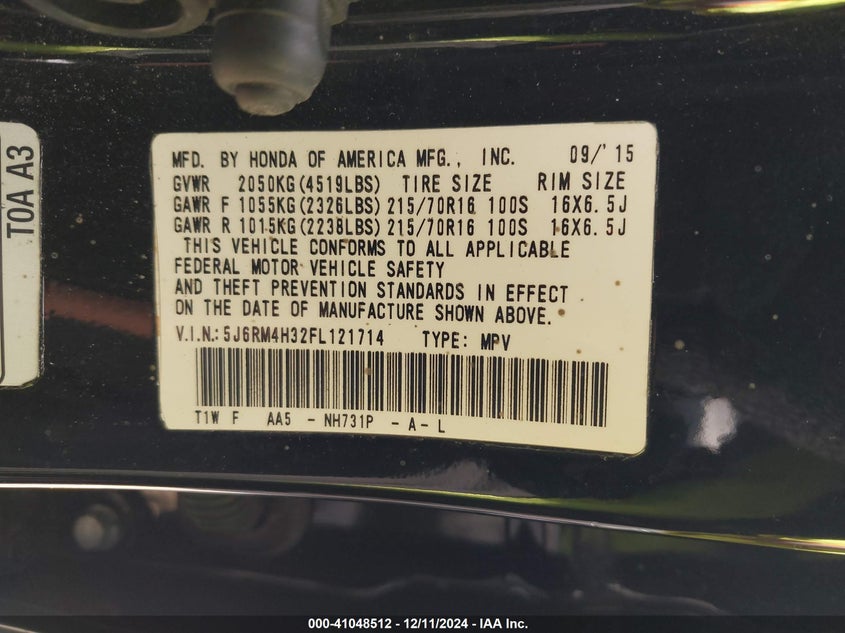 TOA A3
MFD. BY HONDA OF AMERICA MFG., INC. 09/'15
GVWR 2050KG(4519LBS) TIRE SIZE RIM SIZE
GAWR F 1055KG(2326LBS) 215/70R16 100S 16X6.5J
GAWR R 1015KG(2238LBS) 215/70R16 100S 16X6.5J
THIS VEHICLE CONFORMS TO ALL APPLICABLE
FEDERAL MOTOR VEHICLE SAFETY
AND THEFT PREVENTION STANDARDS IN EFFECT
ON THE DATE OF MANUFACTURE SHOWN ABOVE.
V.I.N.:5J6RM4H32FL121714 TYPE: MPV
T1W F AA5 - NH731P - A - L
000-41048512 - 12/11/2024 - IAA Inc.